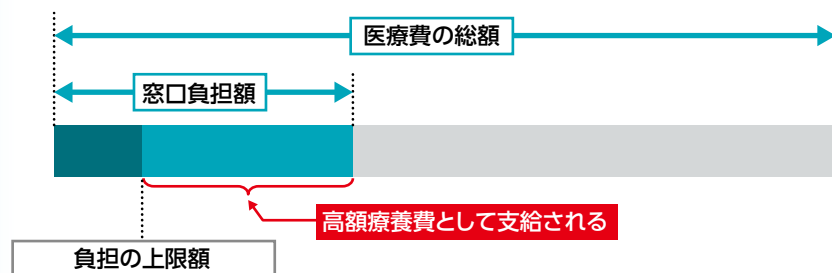 医療費の総額
窓口負担額
高額療養費として支給される
負担の上限額